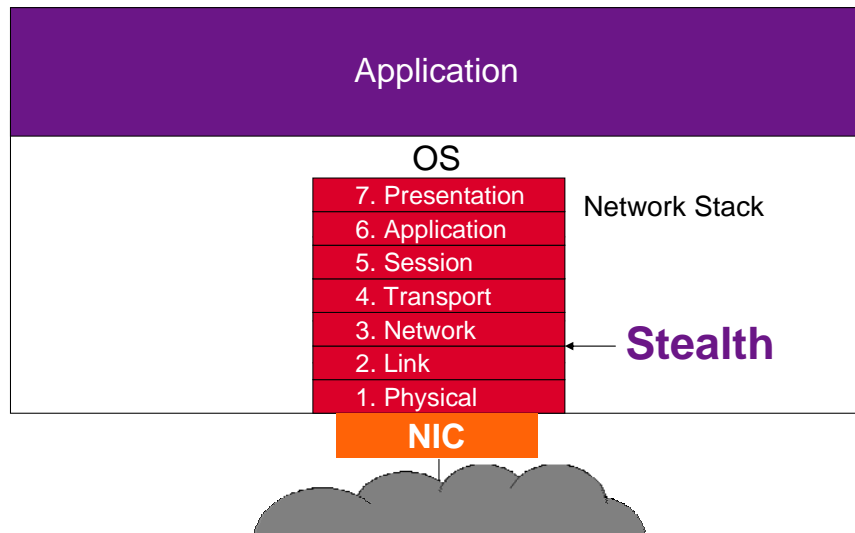 Application
OS
7. Presentation
Network Stack
6. Application
5. Session
4. Transport
3. Network
Stealth
2. Link
1. Physical
NIC